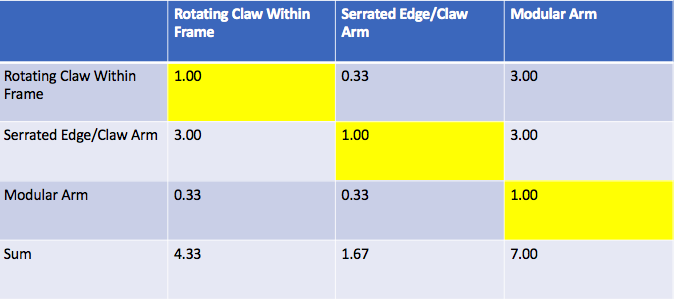 Rotating Claw Within Frame Serrated Edge/Claw Arm Modular Arm
Rotating Claw Within Frame 1.00 0.33 3.00
Serrated Edge/Claw Arm 3.00 1.00 3.00
Modular Arm 0.33 0.33 1.00
Sum 4.33 1.67 7.00